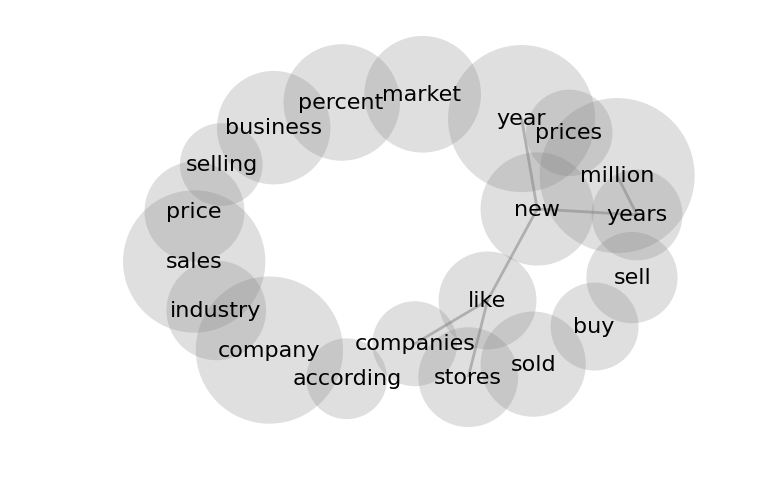 market
percent
year
business
prices
selling
million
new
price
years
sales
sell
like
industry
buy
companies
company
sold
stores
according